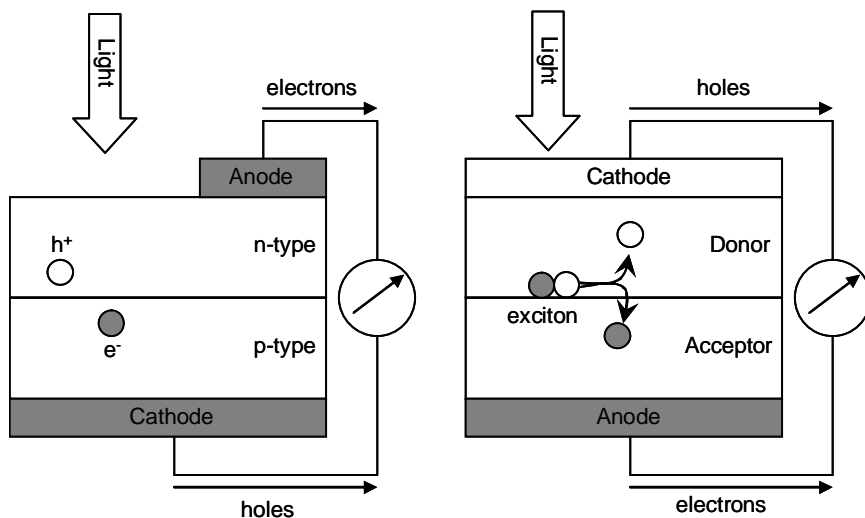 Light
electrons
Anode
h+
n-type
e-
p-type
Cathode
holes
Light
holes
Cathode
Donor
exciton
Acceptor
Anode
electrons